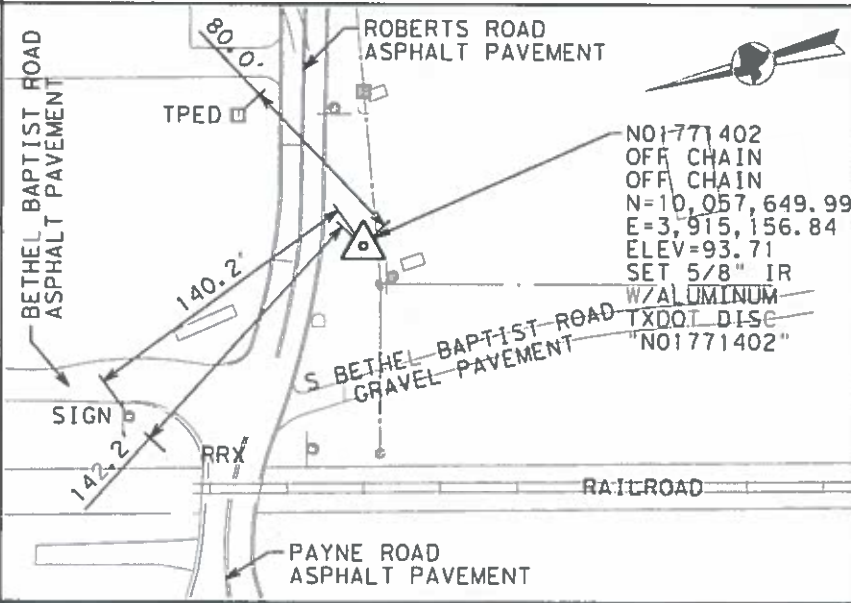 ROBERTS ROAD
ASPHALT PAVEMENT
80.0'
TPED
BETHEL BAPTIST ROAD
ASPHALT PAVEMENT
N01771402
OFF CHAIN
OFF CHAIN
N=10,057,649.99
E=3,915,156.84
ELEV=93.71
SET 5/8" IR
W/ALUMINUM
TXDOT DISC
"N01771402"
140.2'
S BETHEL BAPTIST ROAD
GRAVEL PAVEMENT
SIGN
142.2'
RRX
RAILROAD
PAYNE ROAD
ASPHALT PAVEMENT